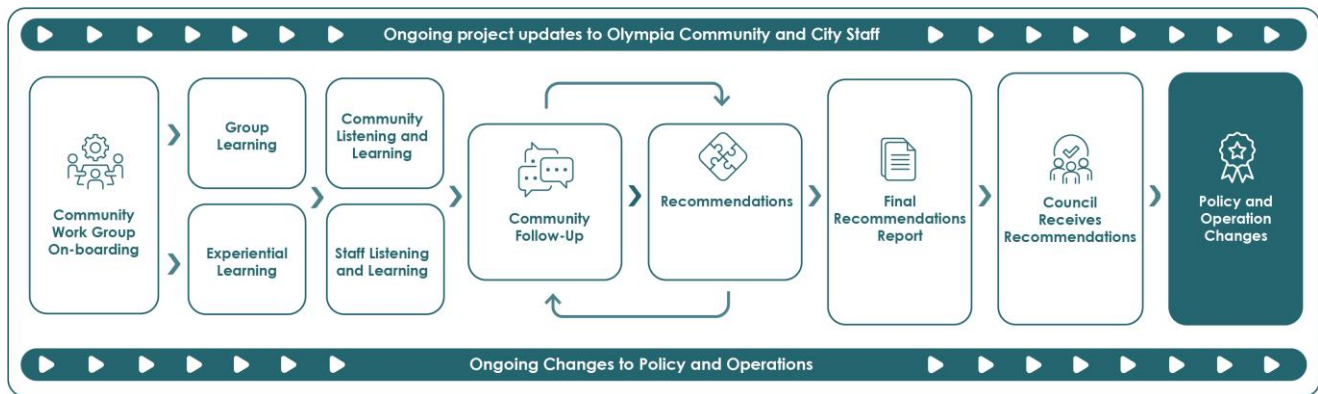 Ongoing project updates to Olympia Community and City Staff
Community
Work Group
On-boarding
Group
Learning
Experiential
Learning
Community
Listening and
Learning
Staff Listening
and Learning
Community
Follow-Up
Recommendations
Final
Recommendations
Report
Council
Receives
Recommendations
Policy and
Operation
Changes
Ongoing Changes to Policy and Operations